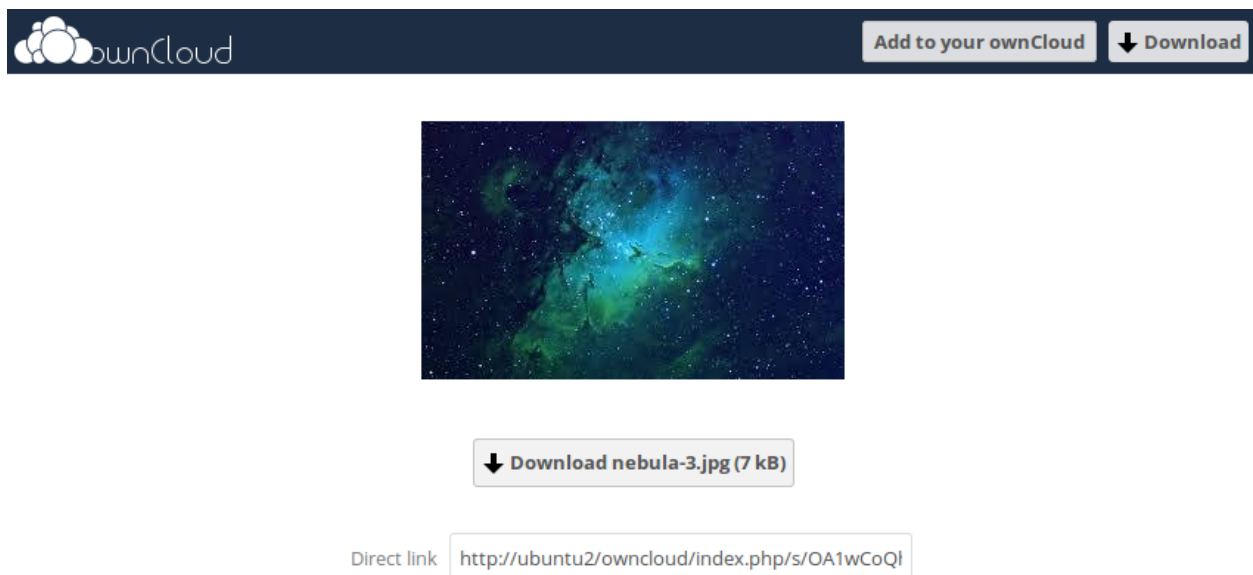 ownCloud
Add to your ownCloud
Download
Download nebula-3.jpg (7 kB)
Direct link http://ubuntu2/owncloud/index.php/s/OA1wCoQ